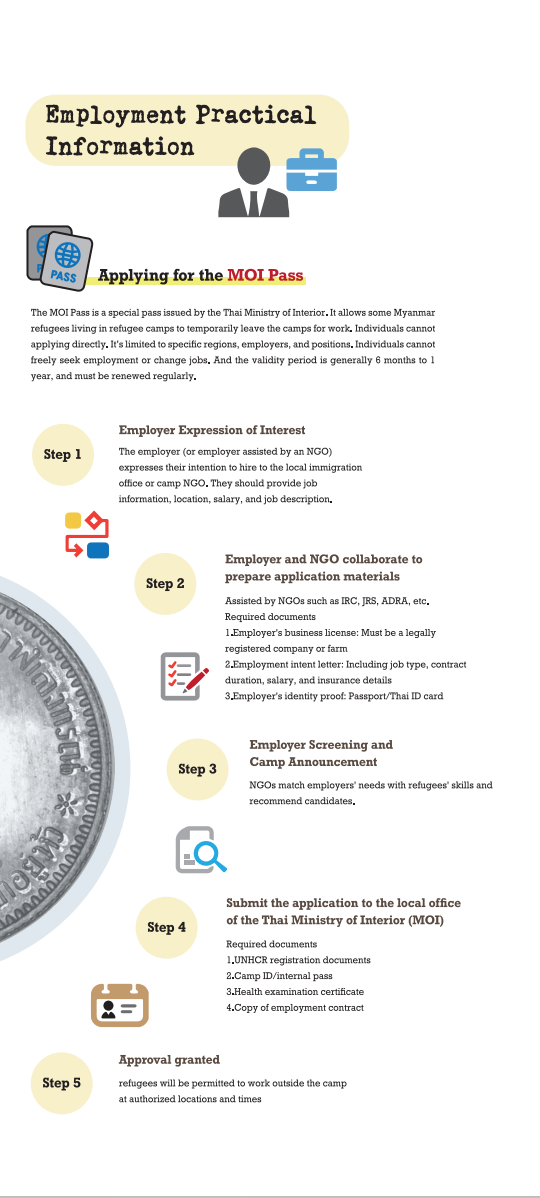 Employment Practical
Information
PASS
Applying for the MOI Pass
The MOI Pass is a special pass issued by the Thai Ministry of Interior. It allows some Myanmar
refugees living in refugee camps to temporarily leave the camps for work. Individuals cannot
applying directly. It's limited to specific regions, employers, and positions. Individuals cannot
freely seek employment or change jobs. And the validity period is generally 6 months to 1
year, and must be renewed regularly.
Step 1
Employer Expression of Interest
The employer (or employer assisted by an NGO)
expresses their intention to hire to the local immigration
office or camp NGO. They should provide job
information, location, salary, and job description.
Step 2
Employer and NGO collaborate to
prepare application materials
Assisted by NGOs such as IRC, JRS, ADRA, etc.
Required documents
1.Employer's business license: Must be a legally
registered company or farm
2.Employment intent letter: Including job type, contract
duration, salary, and insurance details
3.Employer's identity proof: Passport/Thai ID card
Step 3
Employer Screening and
Camp Announcement
NGOs match employers' needs with refugees' skills and
recommend candidates.
Step 4
Submit the application to the local office
of the Thai Ministry of Interior (MOI)
Required documents
1.UNHCR registration documents
2.Camp ID/internal pass
3.Health examination certificate
4.Copy of employment contract
Step 5
Approval granted
refugees will be permitted to work outside the camp
at authorized locations and times